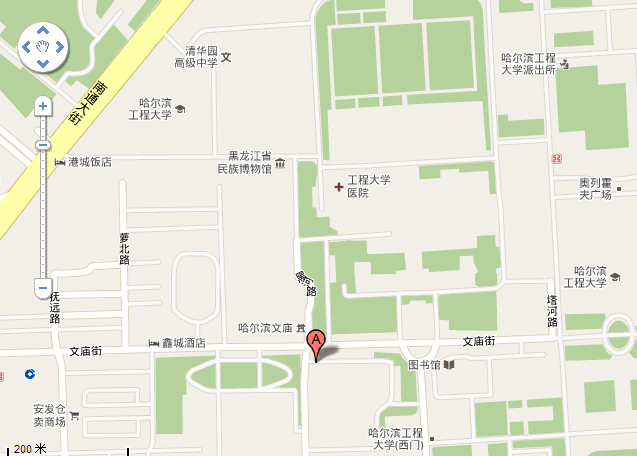 清华园
高级中学
南通大街
哈尔滨
工程大学
哈尔滨工程
大学派出所
港城饭店
黑龙江省
民族博物馆
工程大学
医院
奥列霍
夫广场
萝北路
哈尔滨
工程大学
抚远路
路
塔河路
哈尔滨文庙
A
文庙街
鑫城酒店
文庙街
图书馆
安发仓
卖商场
哈尔滨工程
大学(西门)
200 米